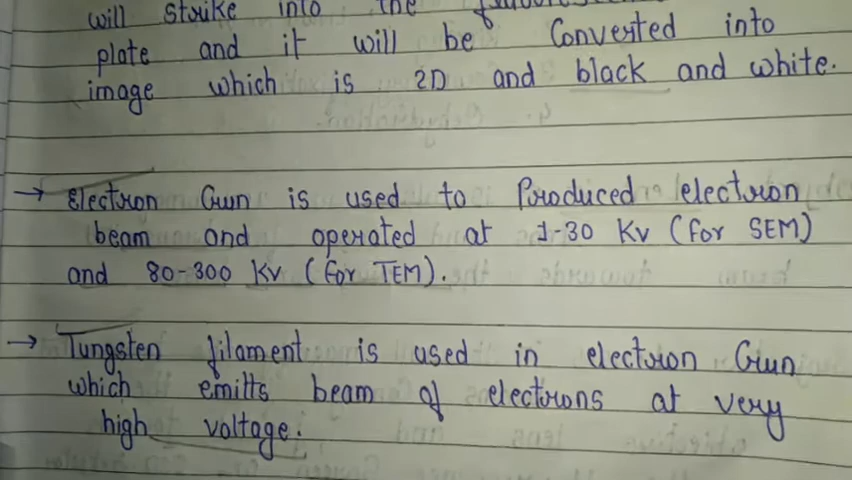 will strike into the
plate and it will be Converted into
image which is 2D and black and white.
→ Electron Gun is used to Produced electron
beam and operated at 1-30 Kv (for SEM)
and 80-300 Kv (for TEM).
→ Tungsten filament is used in electron Gun
which emitts beam of electrons at very
high voltage.